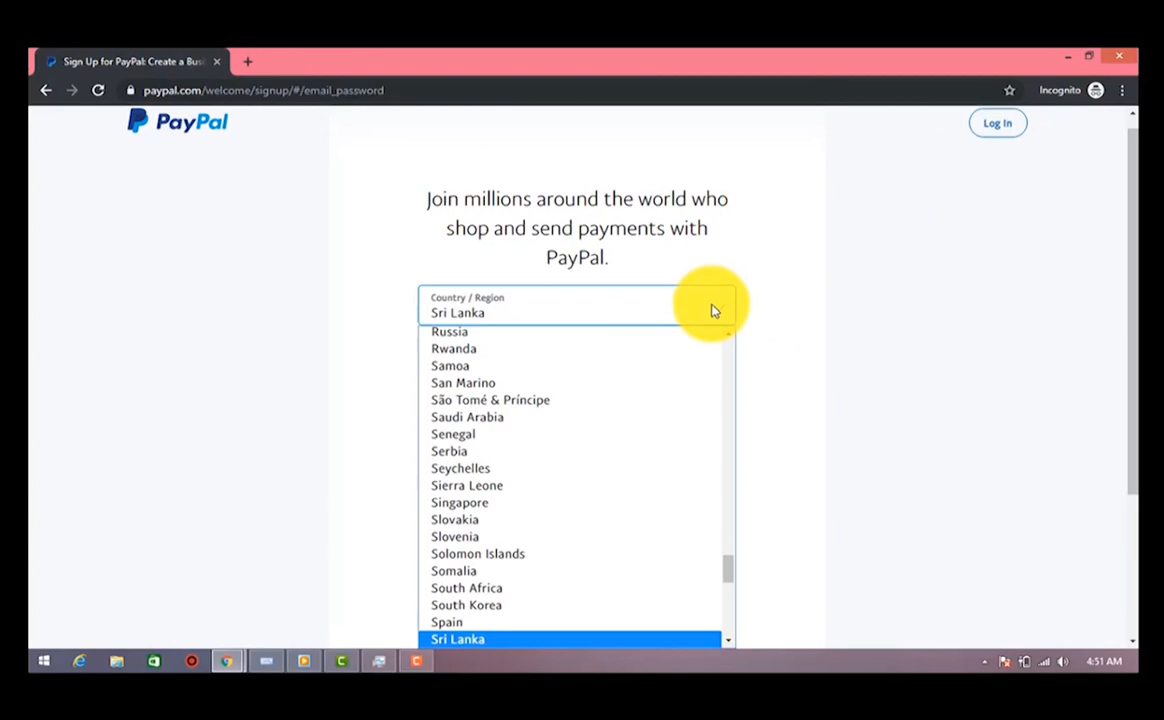 Sign Up for PayPal: Create a Busi
paypal.com/welcome/signup/#/email_password
Incognito
PayPal
Log In
Join millions around the world who
shop and send payments with
PayPal.
Country / Region
Sri Lanka
Russia
Rwanda
Samoa
San Marino
São Tomé & Príncipe
Saudi Arabia
Senegal
Serbia
Seychelles
Sierra Leone
Singapore
Slovakia
Slovenia
Solomon Islands
Somalia
South Africa
South Korea
Spain
Sri Lanka
4:51 AM